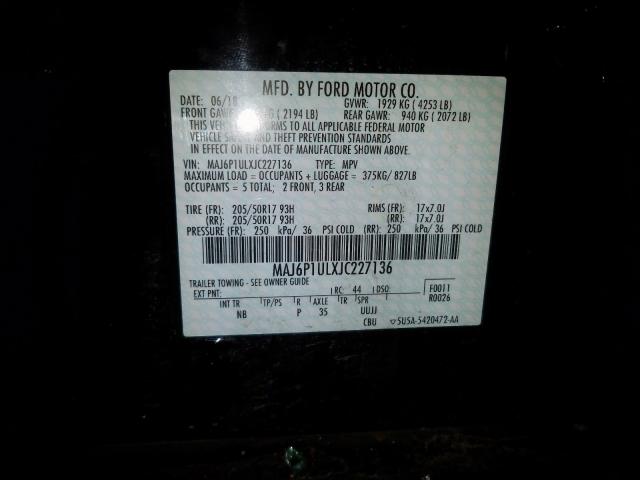 MFD. BY FORD MOTOR CO.
DATE: 06/18 GVWR: 1929 KG ( 4253 LB)
FRONT GAWR: KG ( 2194 LB) REAR GAWR: 940 KG ( 2072 LB)
THIS VEHICLE CONFORMS TO ALL APPLICABLE FEDERAL MOTOR
VEHICLE SAFETY AND THEFT PREVENTION STANDARDS
IN EFFECT ON THE DATE OF MANUFACTURE SHOWN ABOVE.
VIN: MAJ6P1ULXJC227136 TYPE: MPV
MAXIMUM LOAD = OCCUPANTS + LUGGAGE = 375KG/ 827LB
OCCUPANTS = 5 TOTAL; 2 FRONT, 3 REAR
TIRE (FR): 205/50R17 93H RIMS (FR): 17x7.0J
(RR): 205/50R17 93H (RR): 17x7.0J
PRESSURE (FR): 250 kPa/ 36 PSI COLD (RR): 250 kPa/ 36 PSI COLD
MAJ6P1ULXJC227136
TRAILER TOWING - SEE OWNER GUIDE
EXT PNT: RC: 44 DSO: F0011
R0026
INT TR TP/PS R AXLE TR SPR
NB P 35 UUJJ
CBU 5U5A-5420472-AA